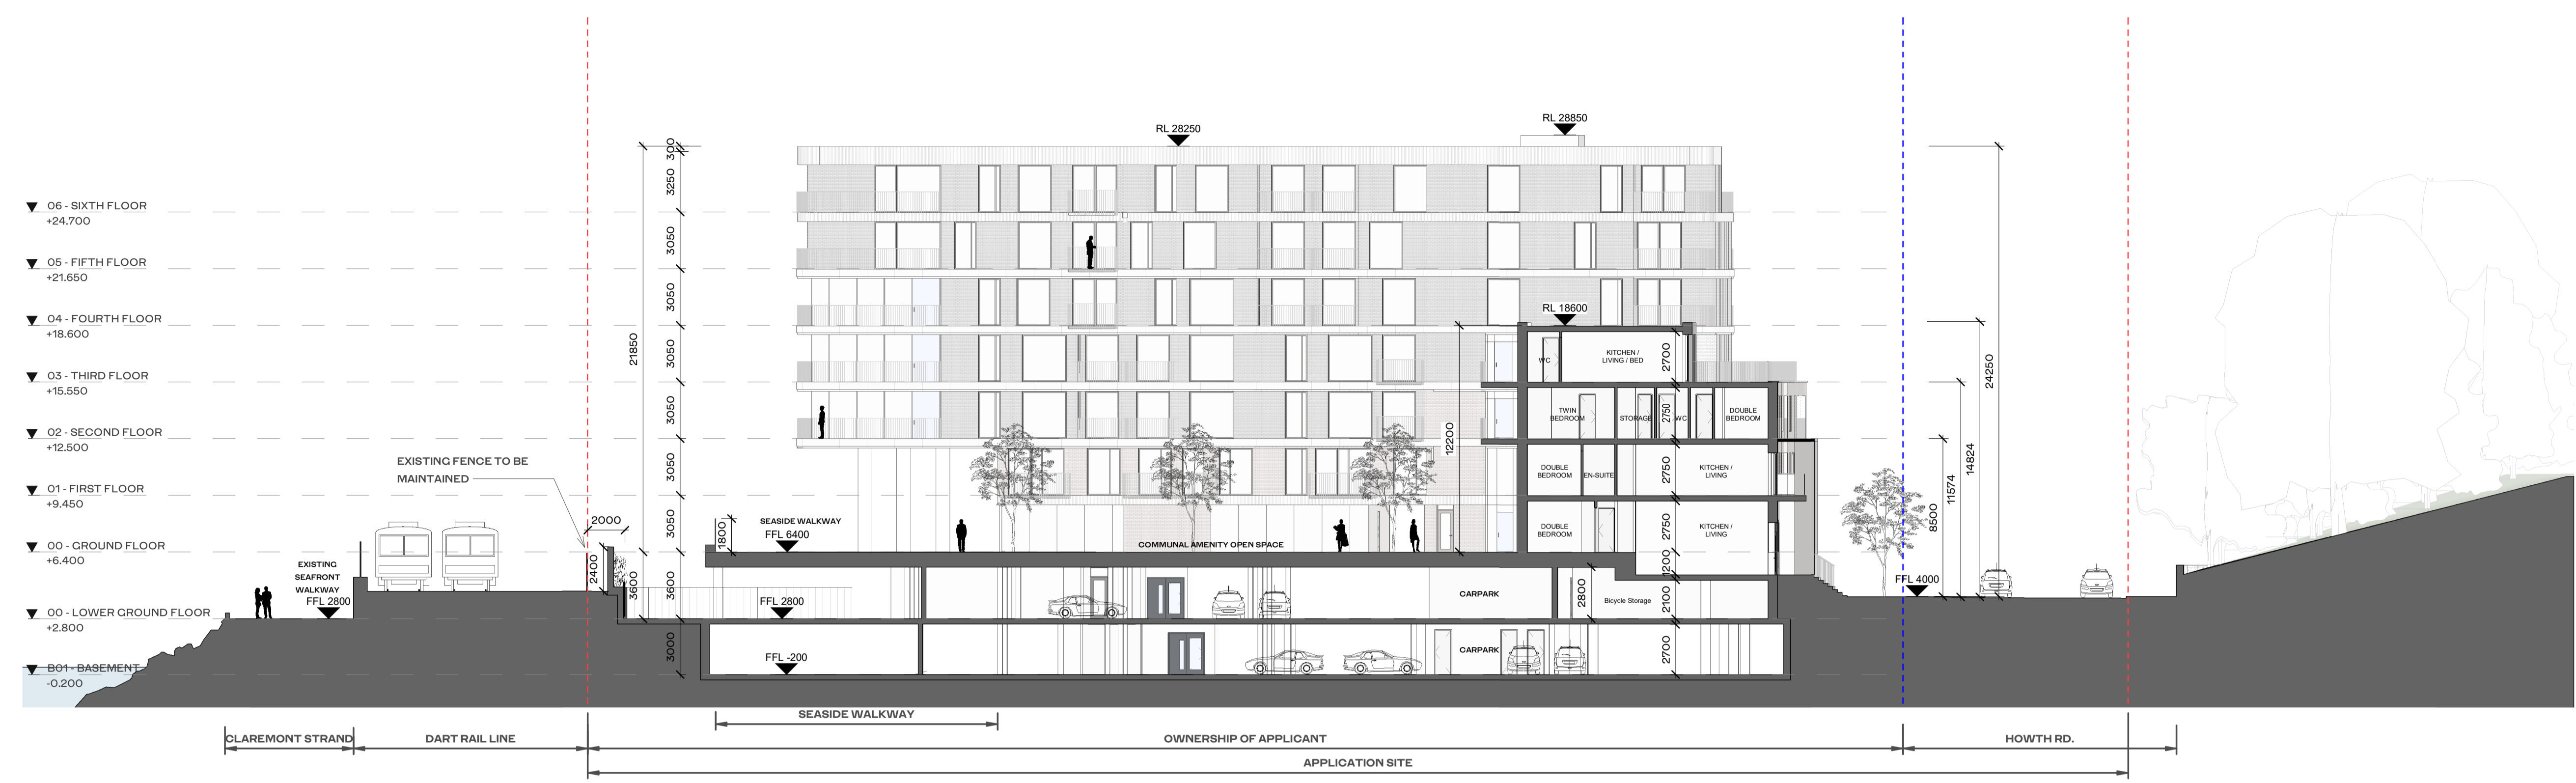 RL 28850
RL 28250
06 - SIXTH FLOOR
+24.700
05 - FIFTH FLOOR
+21.650
04 - FOURTH FLOOR
+18.600
03 - THIRD FLOOR
+15.550
02 - SECOND FLOOR
+12.500
01 - FIRST FLOOR
+9.450
00 - GROUND FLOOR
+6.400
00 - LOWER GROUND FLOOR
+2.800
B01 - BASEMENT
-0.200
EXISTING FENCE TO BE
MAINTAINED
EXISTING
SEAFRONT
WALKWAY
FFL 2800
2000
2400
3600
21850
300
3250
3050
3050
3050
3050
3050
3050
3050
3600
3000
1800
SEASIDE WALKWAY
FFL 6400
COMMUNAL AMENITY OPEN SPACE
FFL 2800
FFL -200
CARPARK
CARPARK
12200
RL 18600
WC
KITCHEN /
LIVING / BED
2700
TWIN
BEDROOM
STORAGE
2750
WC
DOUBLE
BEDROOM
DOUBLE
BEDROOM
EN-SUITE
2750
KITCHEN /
LIVING
DOUBLE
BEDROOM
2750
KITCHEN /
LIVING
1200
2800
Bicycle Storage
2100
2700
FFL 4000
8500
11574
14824
24250
SEASIDE WALKWAY
CLAREMONT STRAND
DART RAIL LINE
OWNERSHIP OF APPLICANT
HOWTH RD.
APPLICATION SITE